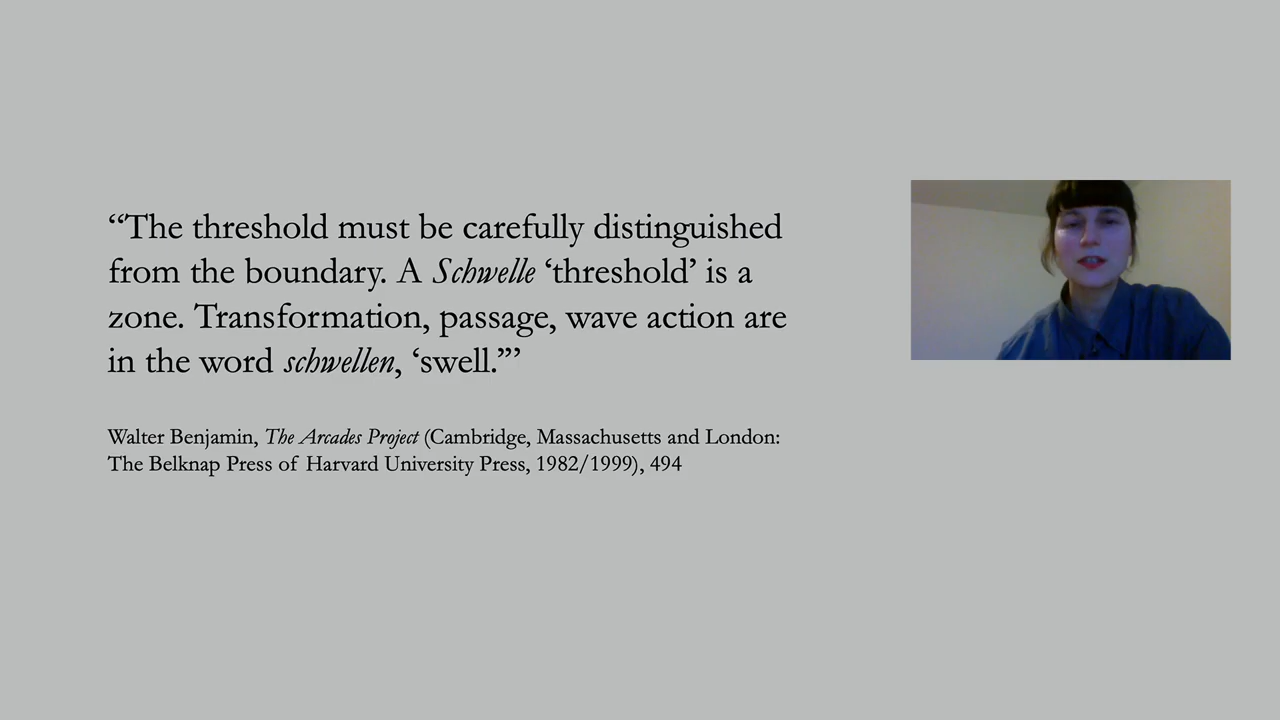 “The threshold must be carefully distinguished
from the boundary. A Schwelle ‘threshold’ is a
zone. Transformation, passage, wave action are
in the word schwellen, ‘swell.’”
Walter Benjamin, The Arcades Project (Cambridge, Massachusetts and London:
The Belknap Press of Harvard University Press, 1982/1999), 494